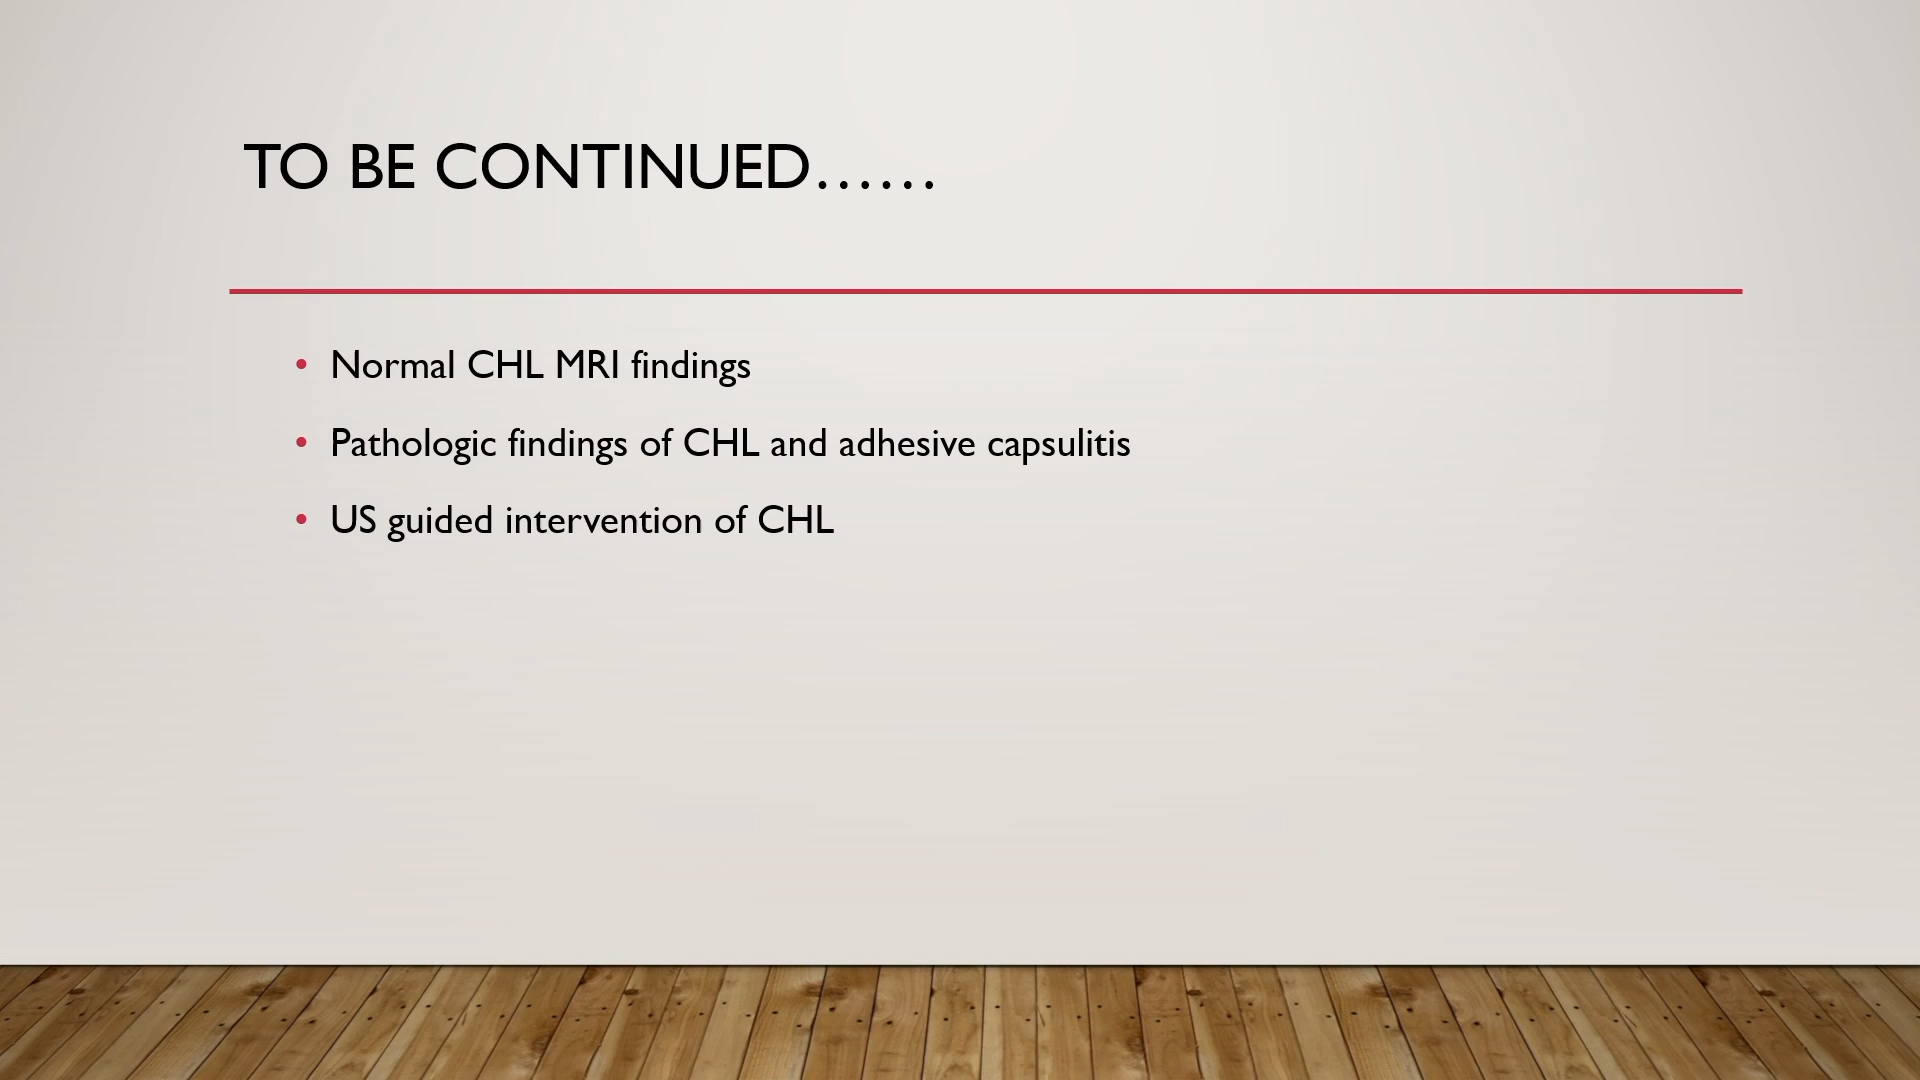 TO BE CONTINUED……
• Normal CHL MRI findings
• Pathologic findings of CHL and adhesive capsulitis
• US guided intervention of CHL